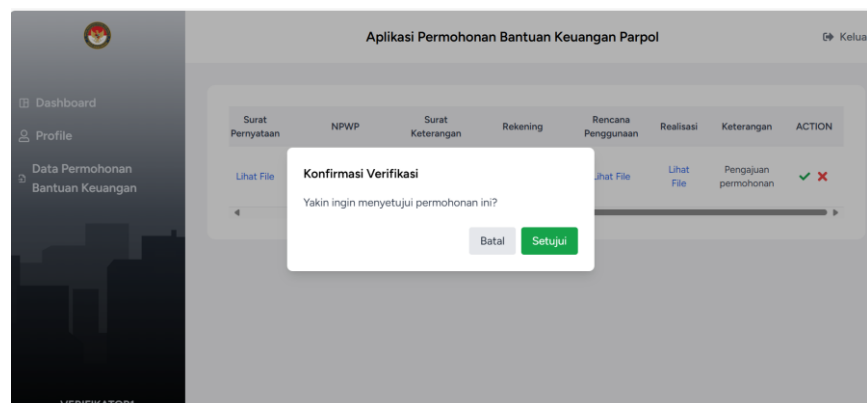 Aplikasi Permohonan Bantuan Keuangan Parpol
Kelua
Dashboard
Profile
Data Permohonan
Bantuan Keuangan
Surat
Pernyataan
NPWP
Surat
Keterangan
Rekening
Rencana
Penggunaan
Realisasi
Keterangan
ACTION
Lihat File
Lihat File
Lihat
File
Pengajuan
permohonan
Konfirmasi Verifikasi
Yakin ingin menyetujui permohonan ini?
Batal
Setujui
VERIFIKATOR1